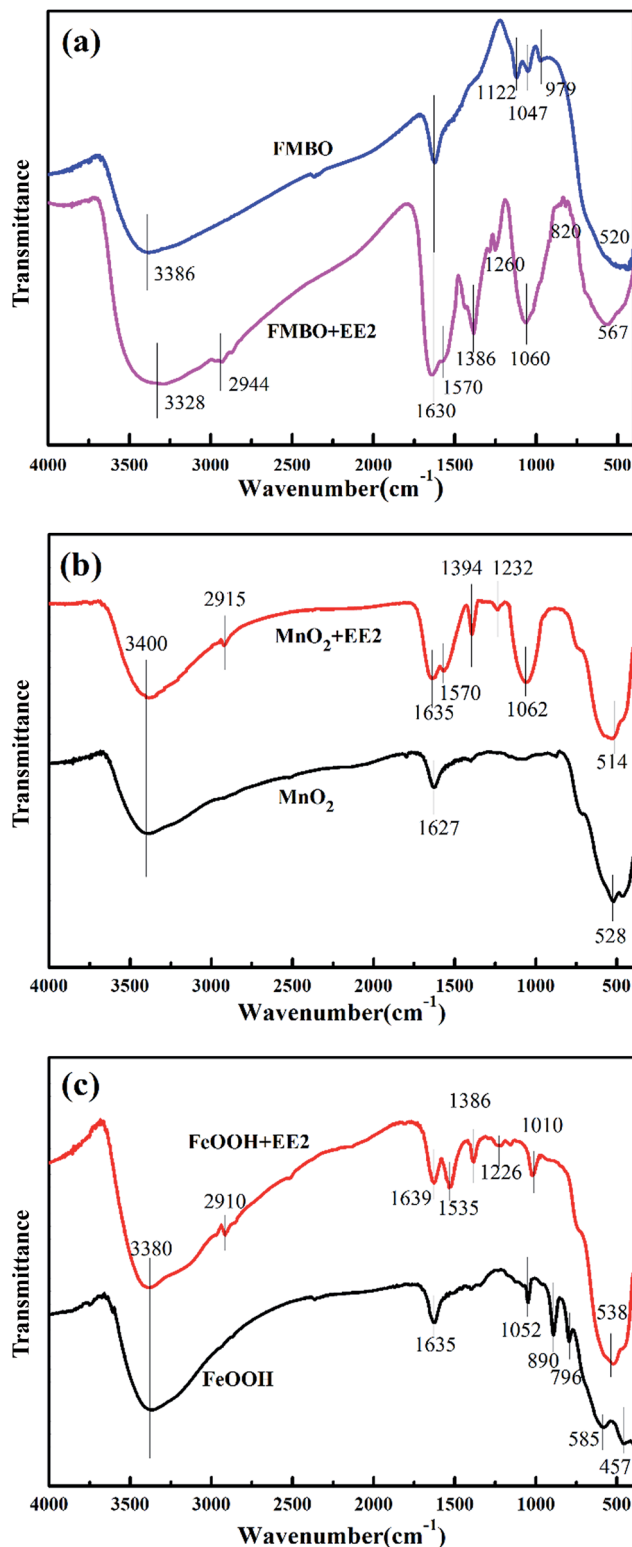 (a)
1122
1047
979
FMBO
3386
1260
820
520
FMBO+EE2
3328
2944
1630
1570
1386
1060
567
Transmittance
4000 3500 3000 2500 2000 1500 1000 500
Wavenumber(cm⁻¹)
(b)
1394
1232
2915
MnO₂+EE2
3400
1635
1570
1062
514
MnO₂
1627
528
Transmittance
4000 3500 3000 2500 2000 1500 1000 500
Wavenumber(cm⁻¹)
(c)
1386
1010
FeOOH+EE2
1226
2910
1639
1535
3380
538
1635
1052
890
796
FeOOH
585
457
Transmittance
4000 3500 3000 2500 2000 1500 1000 500
Wavenumber(cm⁻¹)